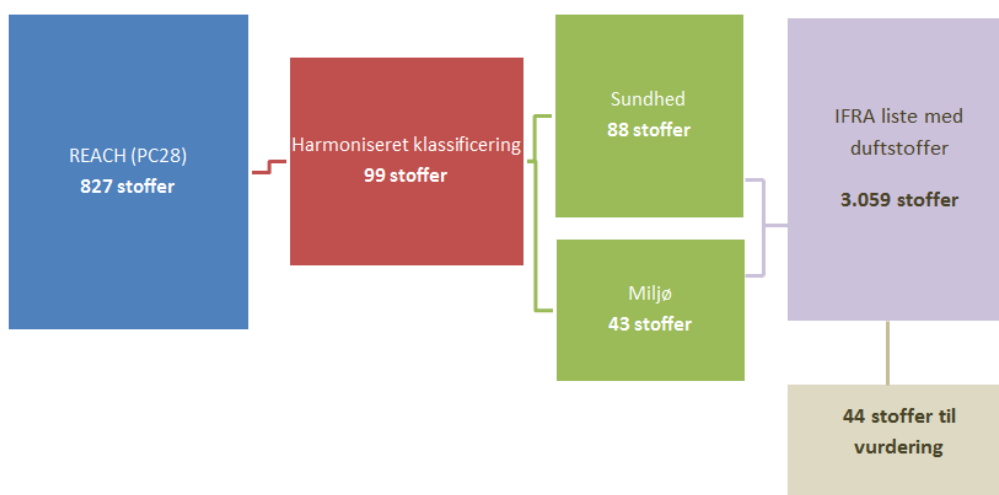 REACH (PC28)
827 stoffer
Harmoniseret klassificering
99 stoffer
Sundhed
88 stoffer
Miljø
43 stoffer
IFRA liste med
duftstoffer
3.059 stoffer
44 stoffer til
vurdering